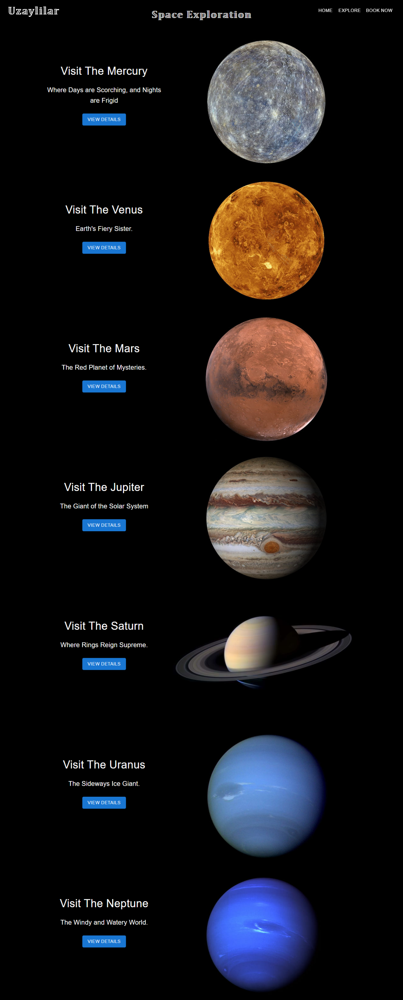 Uzaylilar
Space Exploration
HOME EXPLORE BOOK NOW
Visit The Mercury
Where Days are Scorching, and Nights
are Frigid
VIEW DETAILS
Visit The Venus
Earth's Fiery Sister.
VIEW DETAILS
Visit The Mars
The Red Planet of Mysteries.
VIEW DETAILS
Visit The Jupiter
The Giant of the Solar System
VIEW DETAILS
Visit The Saturn
Where Rings Reign Supreme.
VIEW DETAILS
Visit The Uranus
The Sideways Ice Giant.
VIEW DETAILS
Visit The Neptune
The Windy and Watery World.
VIEW DETAILS